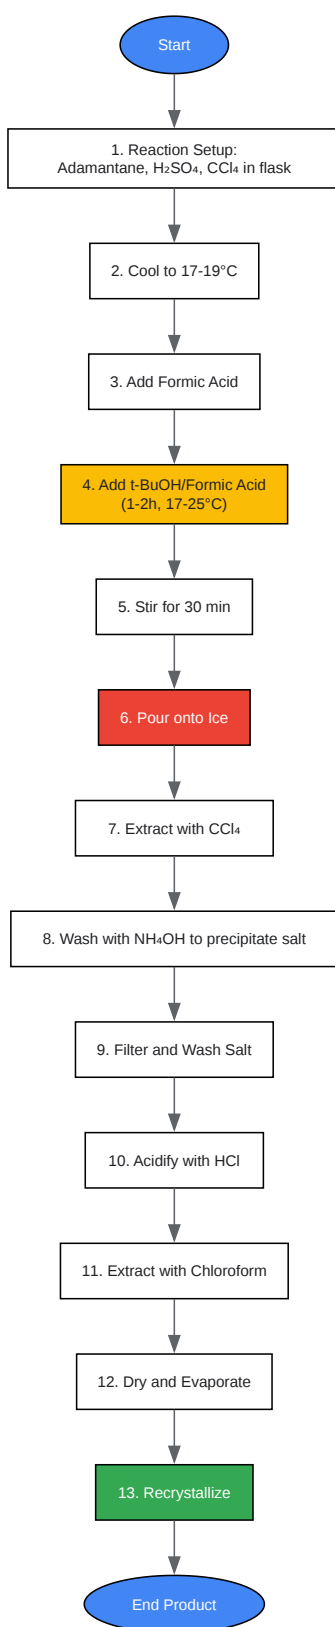 Start
1. Reaction Setup:
Adamantane, H₂SO₄, CCl₄ in flask
2. Cool to 17-19°C
3. Add Formic Acid
4. Add t-BuOH/Formic Acid
(1-2h, 17-25°C)
5. Stir for 30 min
6. Pour onto Ice
7. Extract with CCl₄
8. Wash with NH₄OH to precipitate salt
9. Filter and Wash Salt
10. Acidify with HCl
11. Extract with Chloroform
12. Dry and Evaporate
13. Recrystallize
End Product